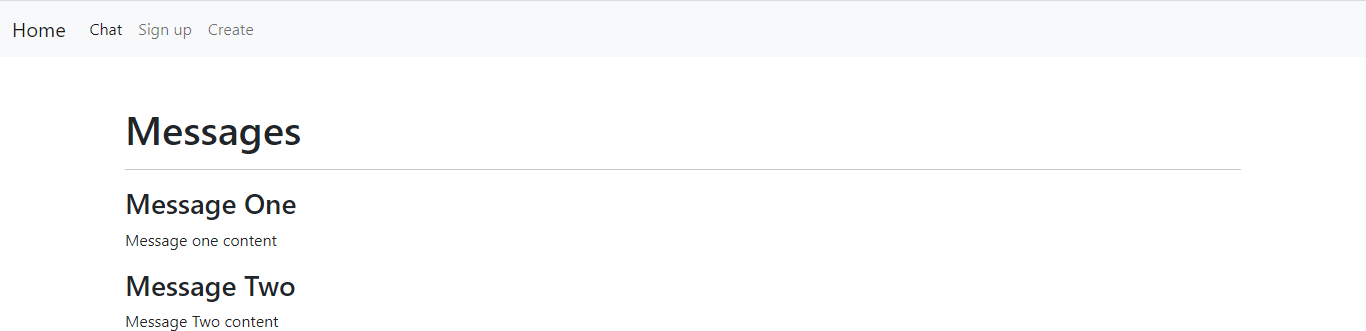 Home Chat Sign up Create
Messages
Message One
Message one content
Message Two
Message Two content